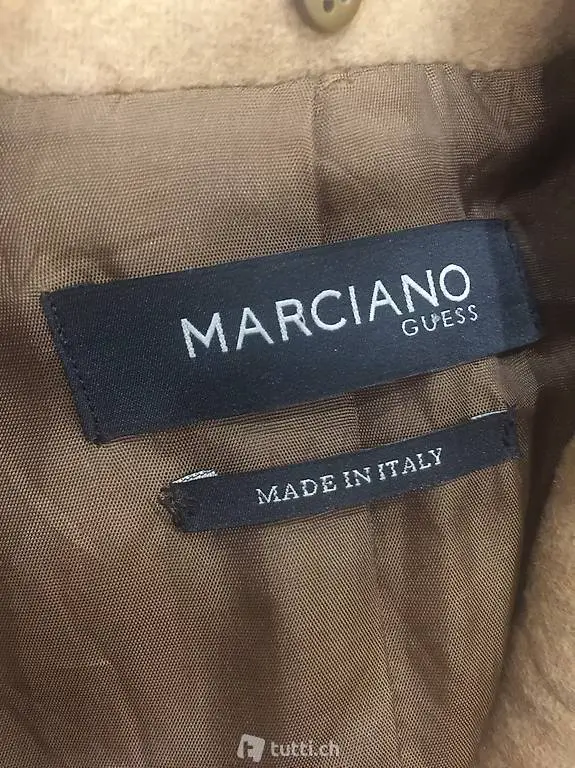 MARCIANO
GUESS
MADE IN ITALY
tutti.ch